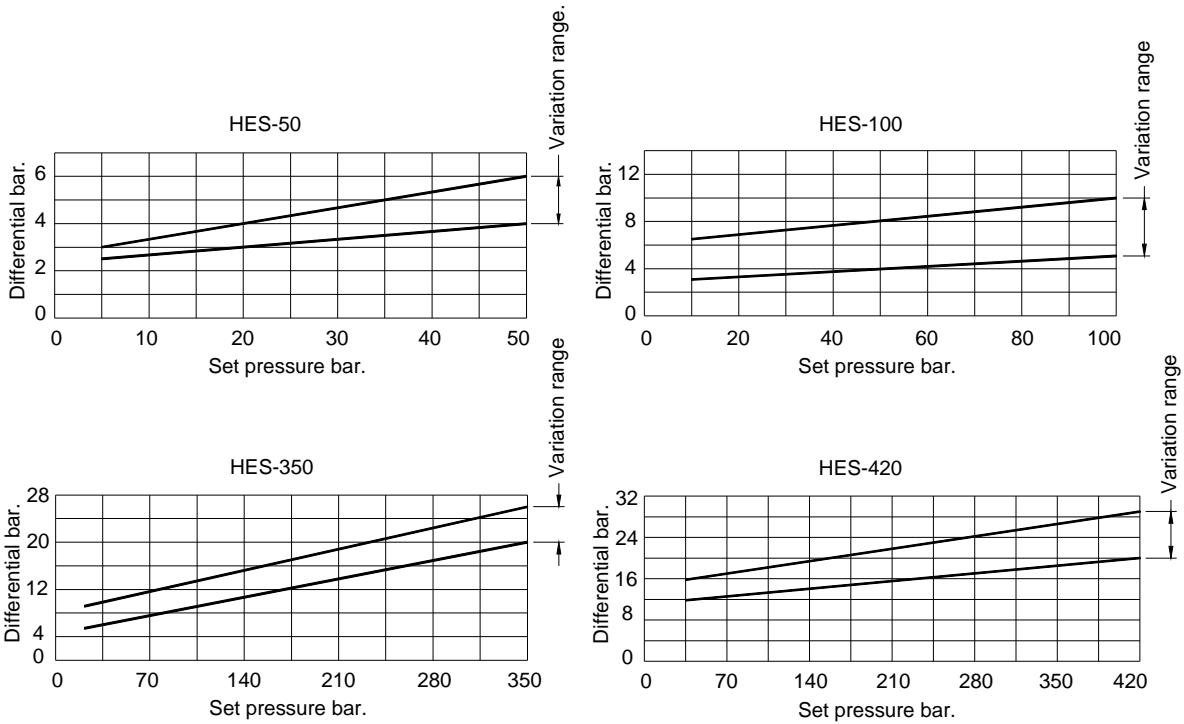 HES-50
Variation range.
Differential bar.
6
4
2
0
0 10 20 30 40 50
Set pressure bar.
HES-100
Variation range
Differential bar.
12
8
4
0
0 20 40 60 80 100
Set pressure bar.
HES-350
Variation range
Differential bar.
28
20
12
4
0
0 70 140 210 280 350
Set pressure bar.
HES-420
Variation range
Differential bar.
32
24
16
8
0
0 70 140 210 280 350 420
Set pressure bar.